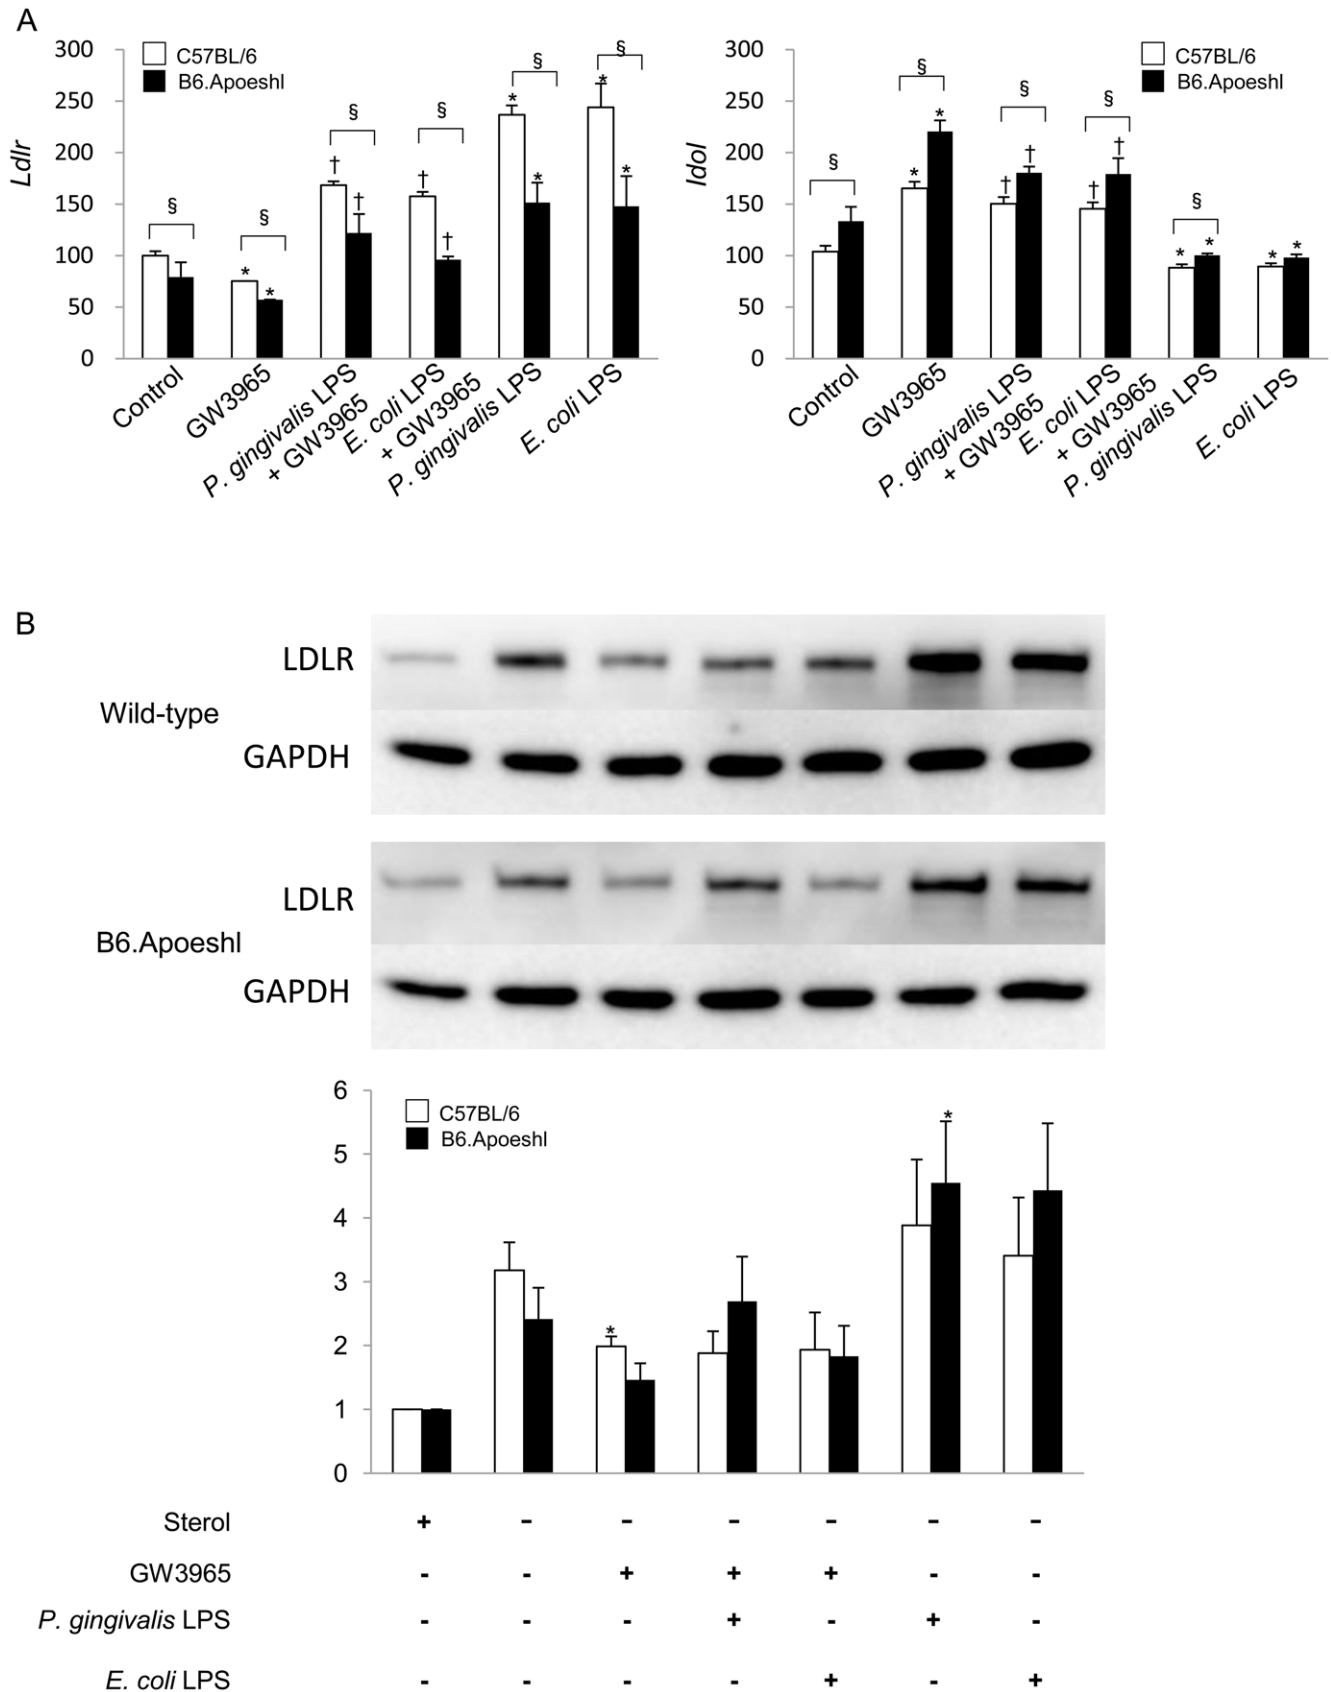 A
Ldlr
300
250
200
150
100
50
0
C57BL/6
B6.Apoeshl
§ § § § § §
* * † † † † * * * *
Control
GW3965
P. gingivalis LPS
+ GW3965
E. coli LPS
+ GW3965
P. gingivalis LPS
E. coli LPS
Idol
300
250
200
150
100
50
0
C57BL/6
B6.Apoeshl
§ § § § §
* * † † † † * * * *
Control
GW3965
P. gingivalis LPS
+ GW3965
E. coli LPS
+ GW3965
P. gingivalis LPS
E. coli LPS
B
Wild-type
LDLR
GAPDH
B6.Apoeshl
LDLR
GAPDH
6
5
4
3
2
1
0
C57BL/6
B6.Apoeshl
* *
Sterol + - - - - - -
GW3965 - - + + + - -
P. gingivalis LPS - - - + - + -
E. coli LPS - - - - + - +